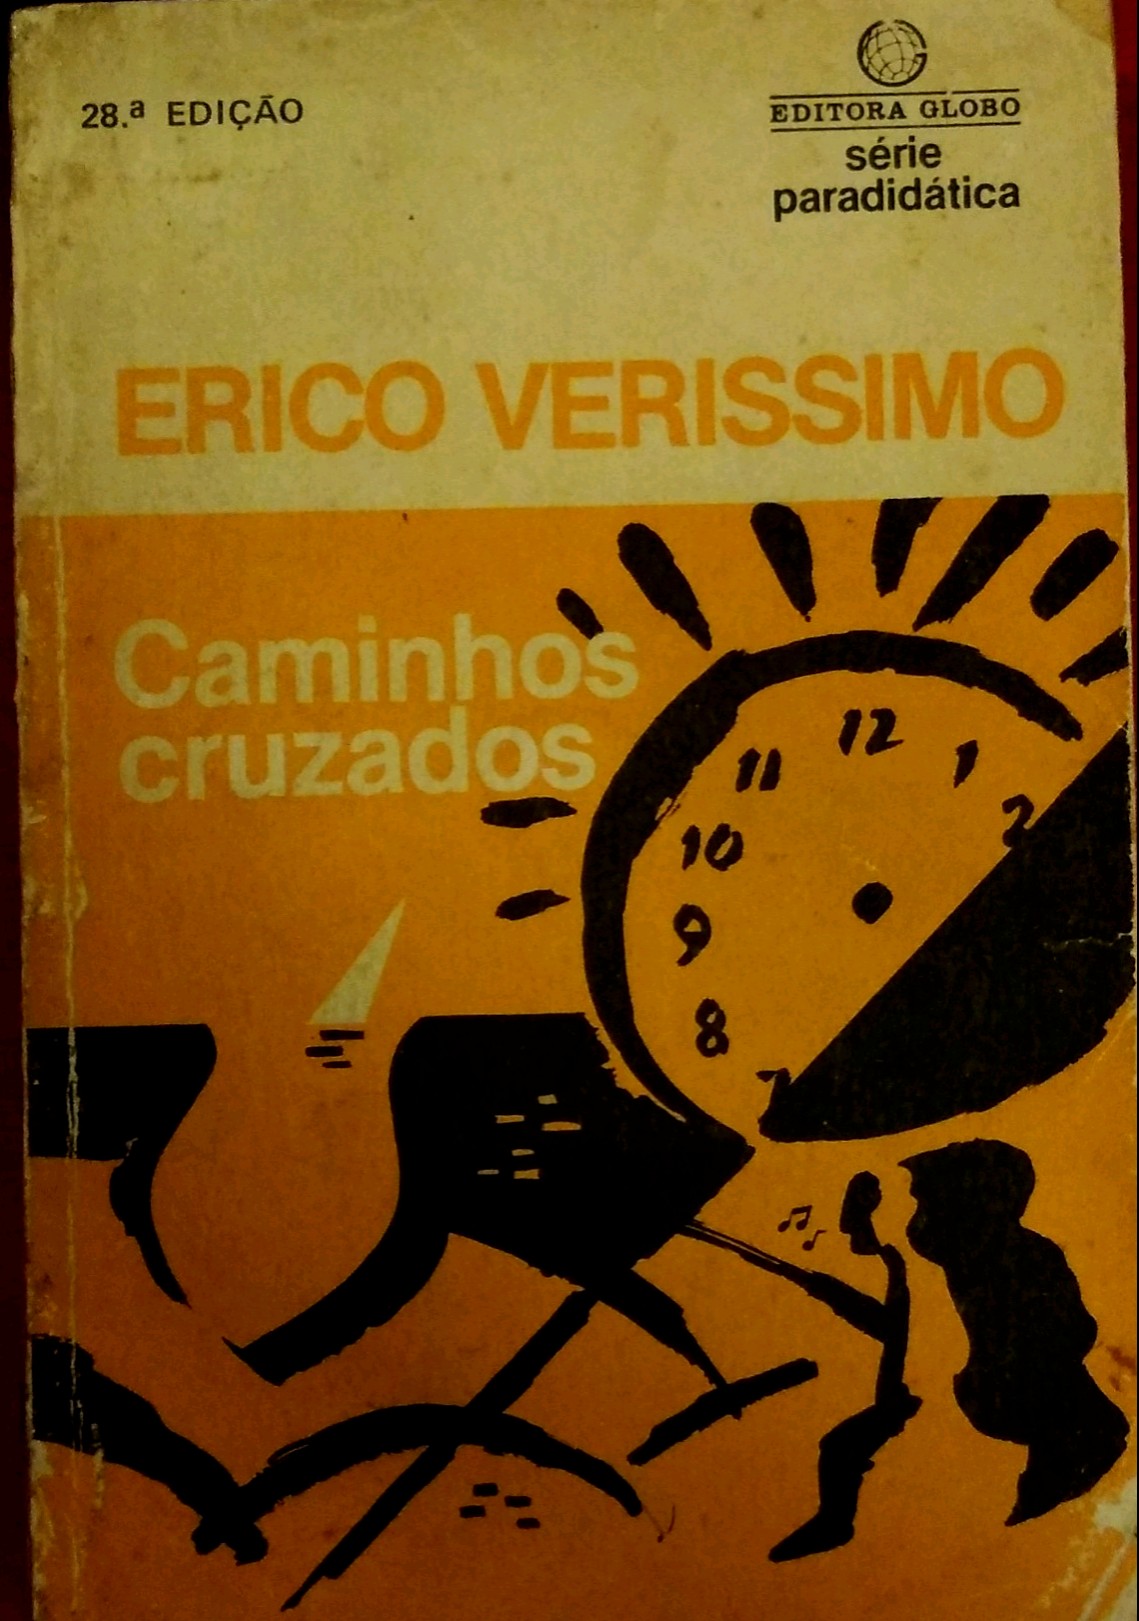 28.ª EDIÇÃO
EDITORA GLOBO
série
paradidática
ERICO VERISSIMO
Caminhos
cruzados
12
11
1
10
2
9
8
7